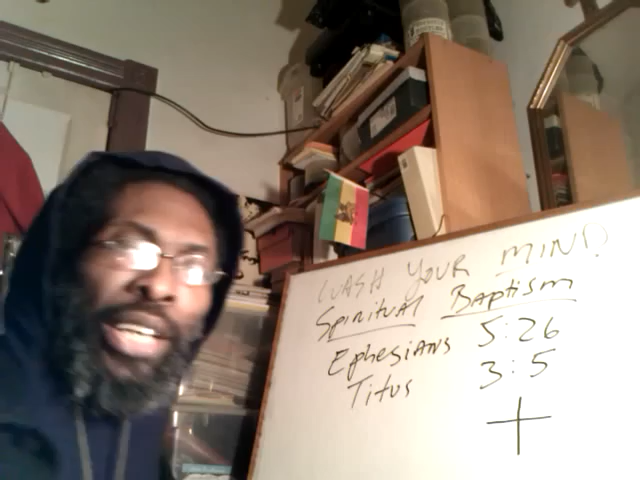 WASH YOUR MIND!
Spiritual Baptism
Ephesians 5:26
Titus 3:5